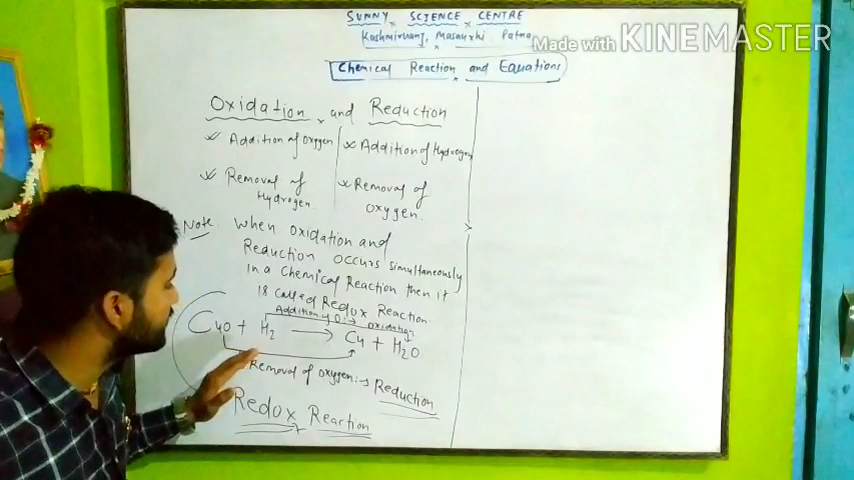 SUNNY SCIENCE CENTRE
Kashmirganj, Masaurhi Patna
Made with KINEMASTER
Chemical Reaction and Equations
Oxidation and Reduction
Addition of Oxygen
Addition of Hydrogen
Removal of Hydrogen
Removal of Oxygen.
Note When Oxidation and
Reduction occurs simultaneously
in a Chemical Reaction then it
is called Redox Reaction.
Addition of O :→ Oxidation
CuO + H2 → Cu + H2O
Removal of oxygen :→ Reduction
Redox Reaction